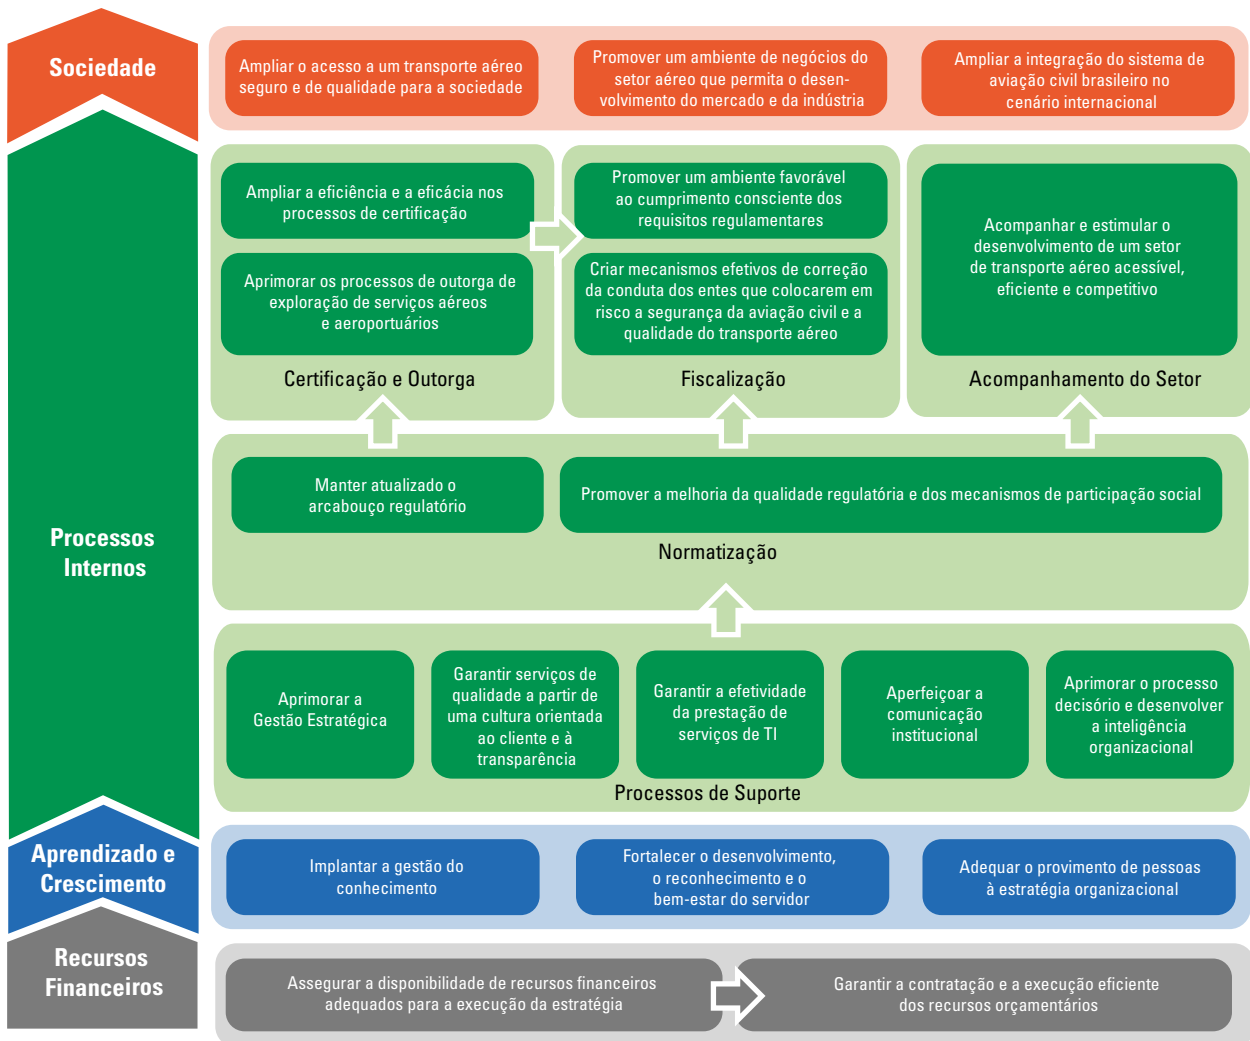 Sociedade
Ampliar o acesso a um transporte aéreo
seguro e de qualidade para a sociedade
Promover um ambiente de negócios do
setor aéreo que permita o desen-
volvimento do mercado e da indústria
Ampliar a integração do sistema de
aviação civil brasileiro no
cenário internacional
Processos
Internos
Ampliar a eficiência e a eficácia nos
processos de certificação
Aprimorar os processos de outorga de
exploração de serviços aéreos
e aeroportuários
Certificação e Outorga
Promover um ambiente favorável
ao cumprimento consciente dos
requisitos regulamentares
Criar mecanismos efetivos de correção
da conduta dos entes que colocarem em
risco a segurança da aviação civil e a
qualidade do transporte aéreo
Fiscalização
Acompanhar e estimular o
desenvolvimento de um setor
de transporte aéreo acessível,
eficiente e competitivo
Acompanhamento do Setor
Manter atualizado o
arcabouço regulatório
Promover a melhoria da qualidade regulatória e dos mecanismos de participação social
Normatização
Aprimorar a
Gestão Estratégica
Garantir serviços de
qualidade a partir de
uma cultura orientada
ao cliente e à
transparência
Garantir a efetividade
da prestação de
serviços de TI
Aperfeiçoar a
comunicação
institucional
Aprimorar o processo
decisório e desenvolver
a inteligência
organizacional
Processos de Suporte
Aprendizado e
Crescimento
Implantar a gestão do
conhecimento
Fortalecer o desenvolvimento,
o reconhecimento e o
bem-estar do servidor
Adequar o provimento de pessoas
à estratégia organizacional
Recursos
Financeiros
Assegurar a disponibilidade de recursos financeiros
adequados para a execução da estratégia
Garantir a contratação e a execução eficiente
dos recursos orçamentários